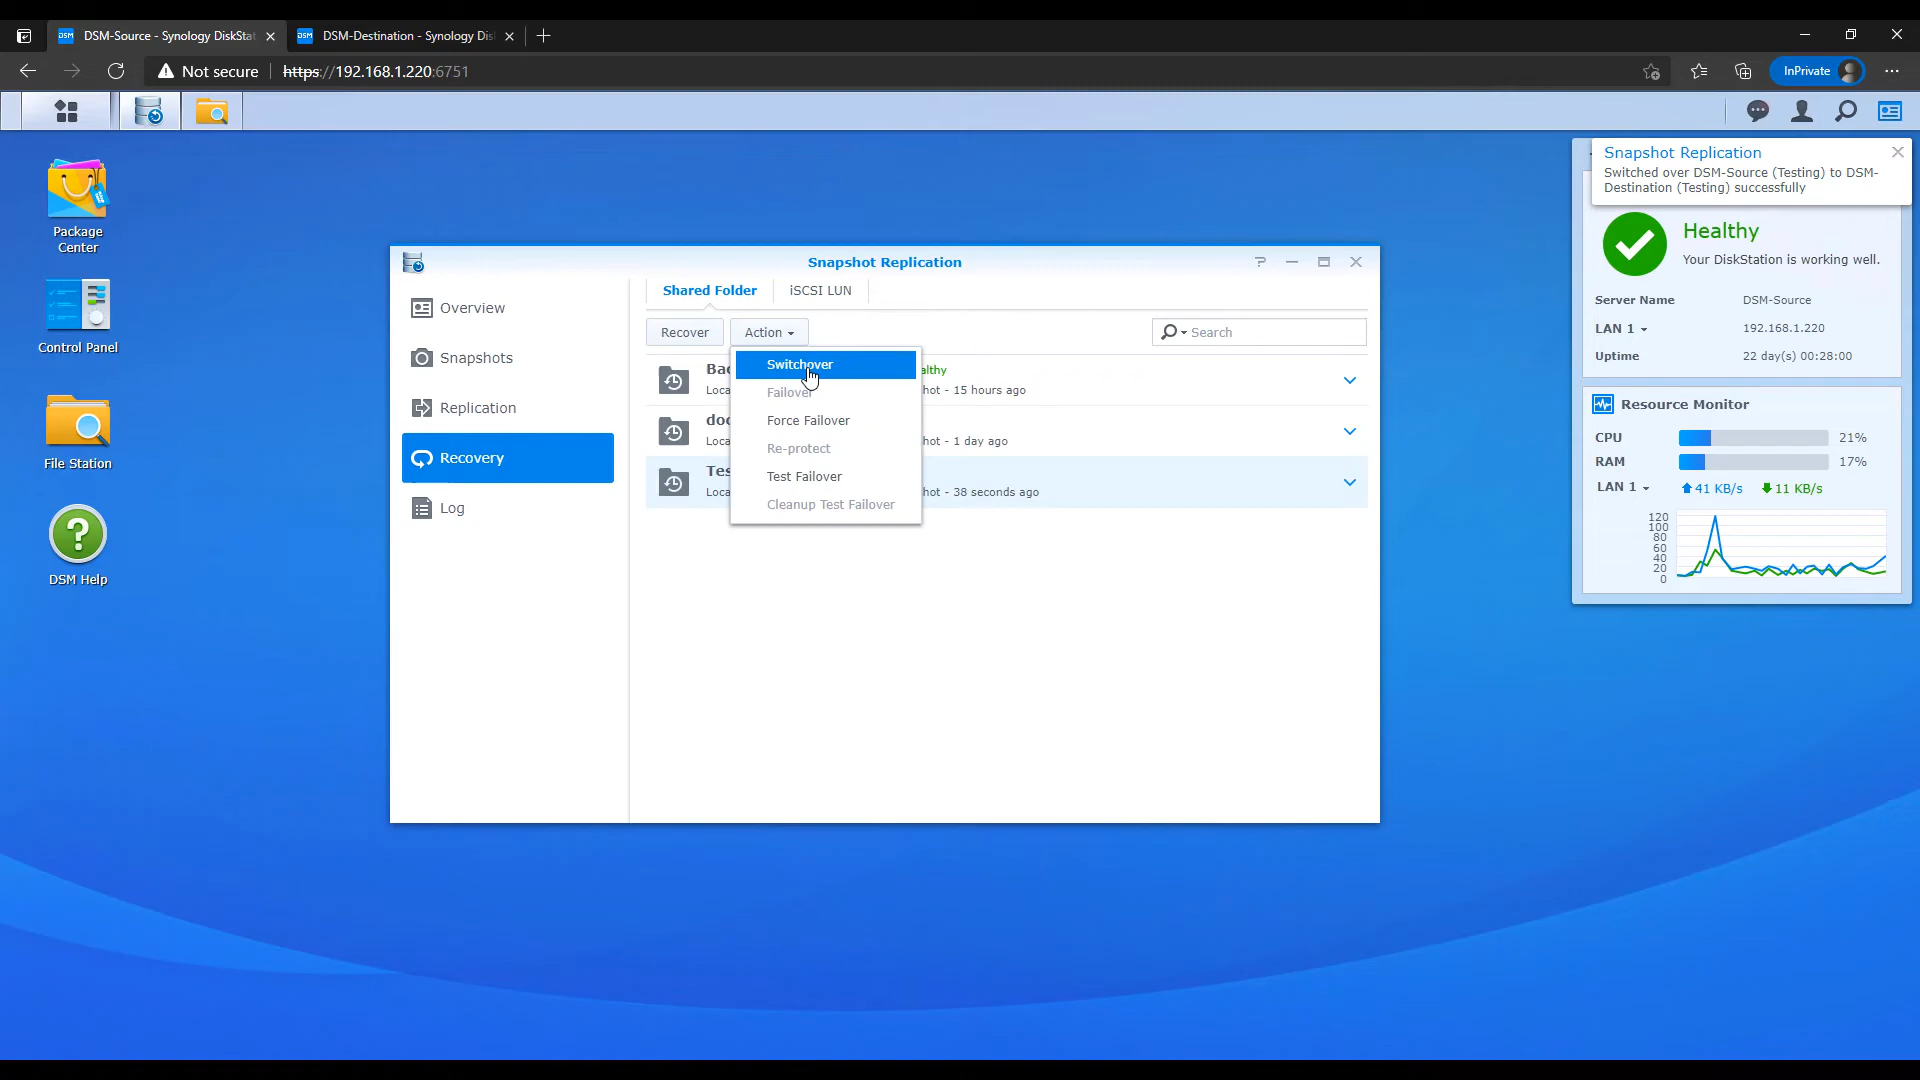 DSM-Source - Synology DiskStat
DSM-Destination - Synology Dis
Not secure
https://192.168.1.220:6751
InPrivate
Package
Center
Control Panel
File Station
DSM Help
Snapshot Replication
Overview
Snapshots
Replication
Recovery
Log
Shared Folder
iSCSI LUN
Recover
Action
Search
Switchover
Failover
Force Failover
Re-protect
Test Failover
Cleanup Test Failover
Bac
althy
Loca
hot - 15 hours ago
doc
Loca
hot - 1 day ago
Tes
Loca
hot - 38 seconds ago
Snapshot Replication
Switched over DSM-Source (Testing) to DSM-
Destination (Testing) successfully
Healthy
Your DiskStation is working well.
Server Name DSM-Source
LAN 1 192.168.1.220
Uptime 22 day(s) 00:28:00
Resource Monitor
CPU 21%
RAM 17%
LAN 1 41 KB/s 11 KB/s
120
100
80
60
40
20
0